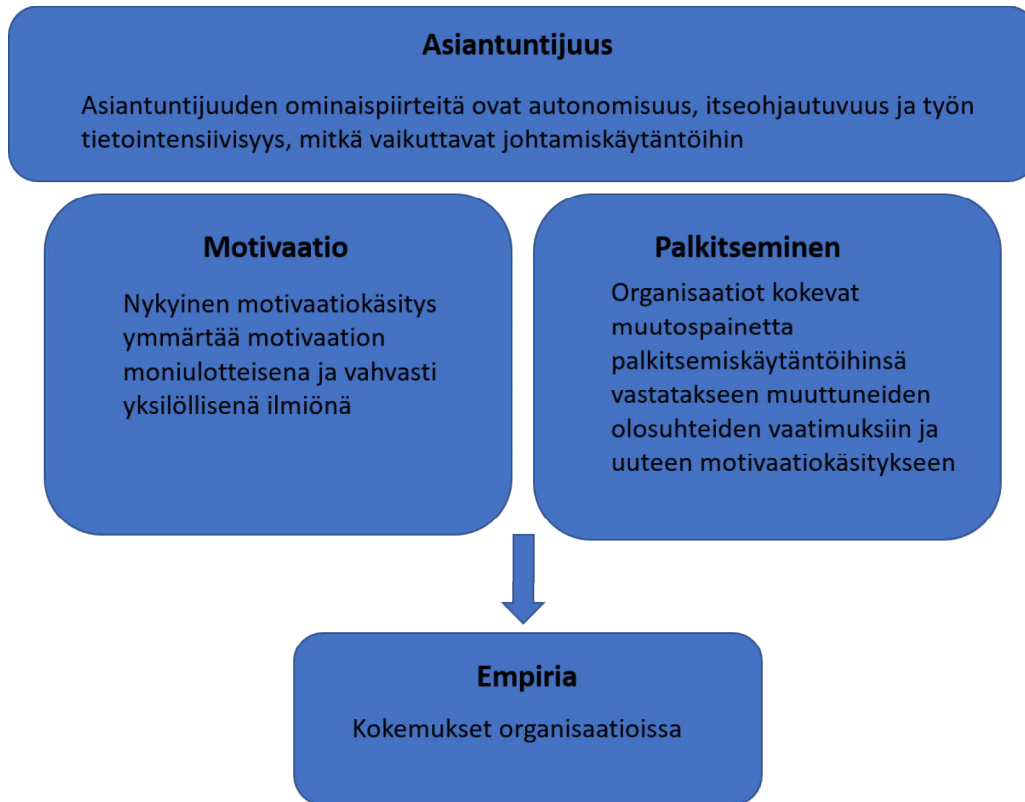 Asiantuntijuus
Asiantuntijuuden ominaispiirteitä ovat autonomisuus, itseohjautuvuus ja työn
tietointensiivisyys, mitkä vaikuttavat johtamiskäytäntöihin
Motivaatio
Nykyinen motivaatiokäsitys
ymmärtää motivaation
moniulotteisena ja vahvasti
yksilöllisenä ilmiönä
Palkitseminen
Organisaatiot kokevat
muutospainetta
palkitsemiskäytäntöihinsä
vastatakseen muuttuneiden
olosuhteiden vaatimuksiin ja
uuteen motivaatiokäsitykseen
Empiria
Kokemukset organisaatioissa